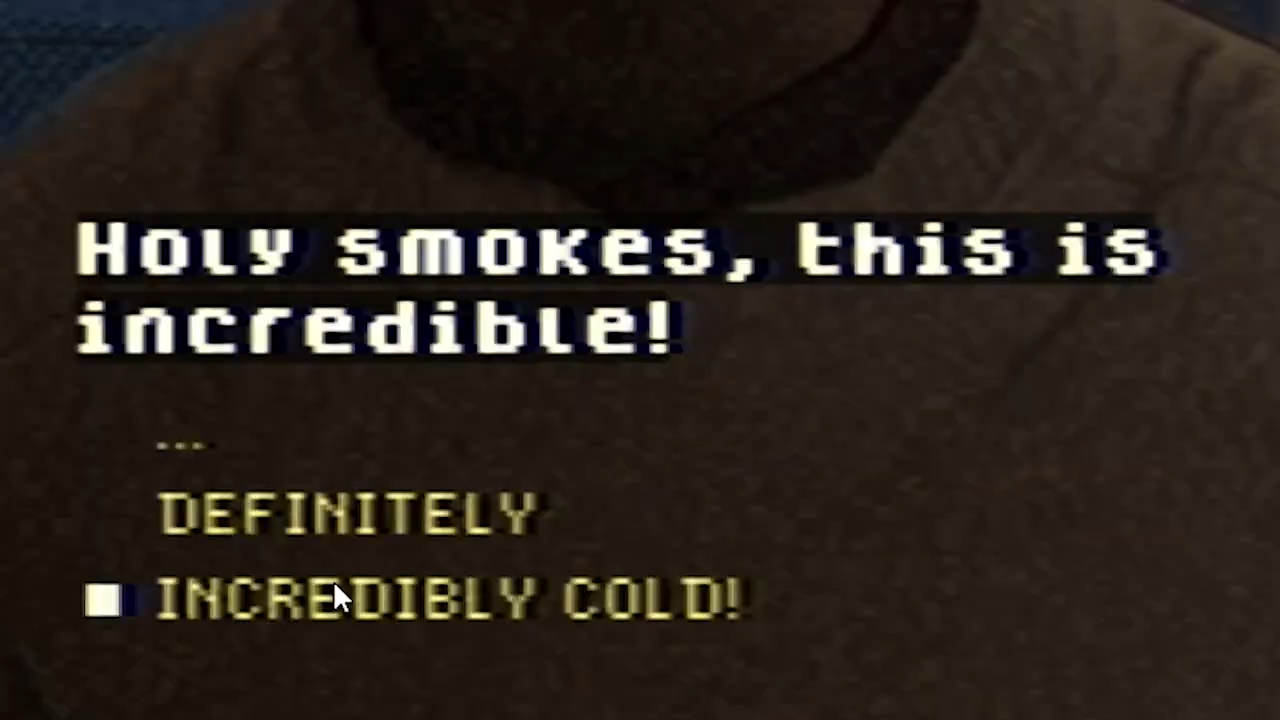 Holy smokes, this is
incredible!
...
DEFINITELY
INCREDIBLY COLD!